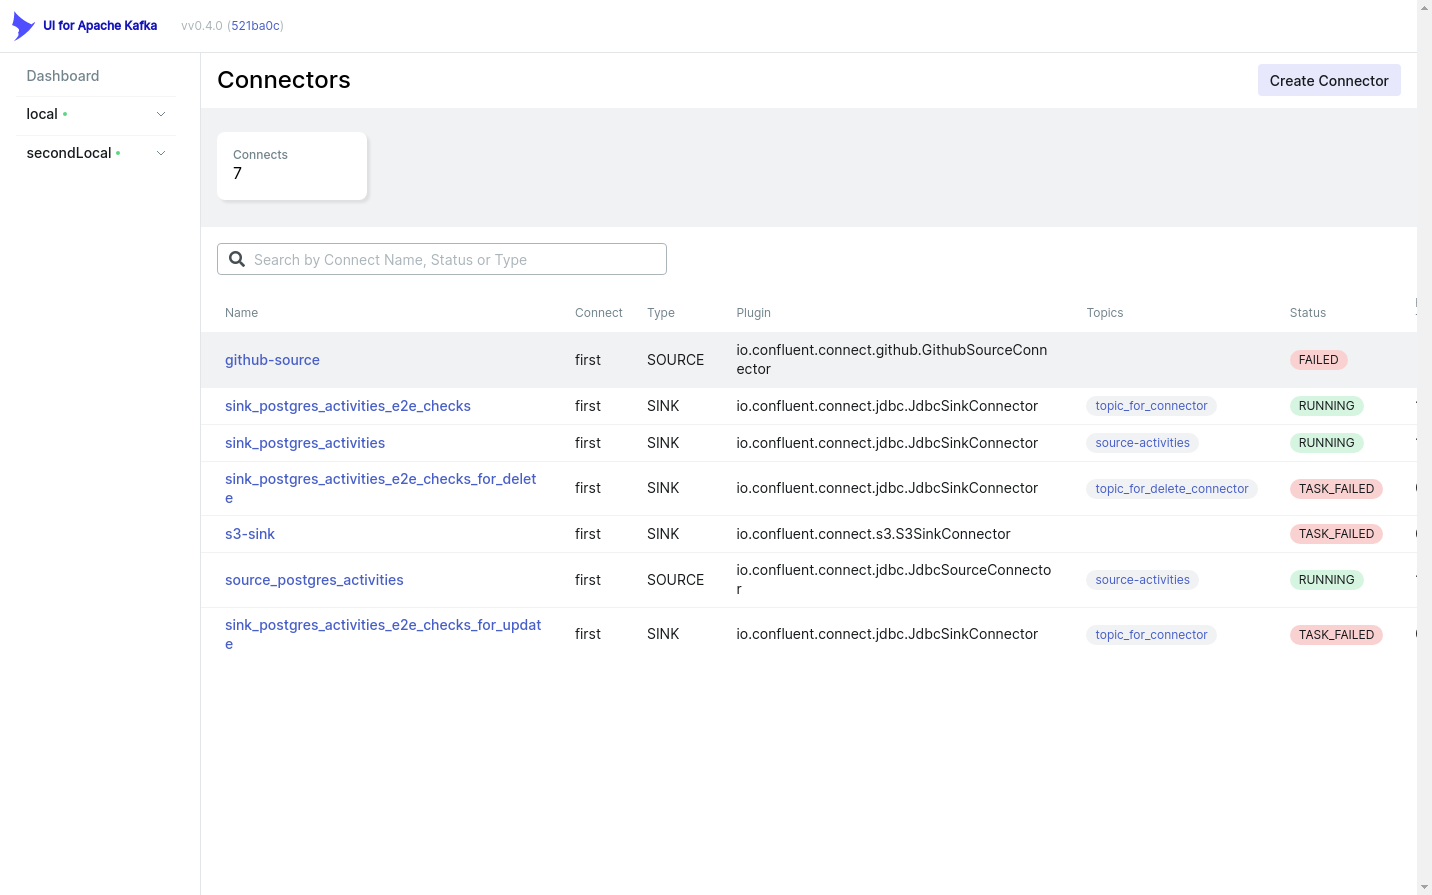 UI for Apache Kafka
vv0.4.0 (521ba0c)
Dashboard
local
secondLocal
Connectors
Create Connector
Connects
7
Search by Connect Name, Status or Type
Name Connect Type Plugin Topics Status
github-source first SOURCE io.confluent.connect.github.GithubSourceConn
ector FAILED
sink_postgres_activities_e2e_checks first SINK io.confluent.connect.jdbc.JdbcSinkConnector topic_for_connector RUNNING
sink_postgres_activities first SINK io.confluent.connect.jdbc.JdbcSinkConnector source-activities RUNNING
sink_postgres_activities_e2e_checks_for_delet
e first SINK io.confluent.connect.jdbc.JdbcSinkConnector topic_for_delete_connector TASK_FAILED
s3-sink first SINK io.confluent.connect.s3.S3SinkConnector TASK_FAILED
source_postgres_activities first SOURCE io.confluent.connect.jdbc.JdbcSourceConnecto
r source-activities RUNNING
sink_postgres_activities_e2e_checks_for_updat
e first SINK io.confluent.connect.jdbc.JdbcSinkConnector topic_for_connector TASK_FAILED